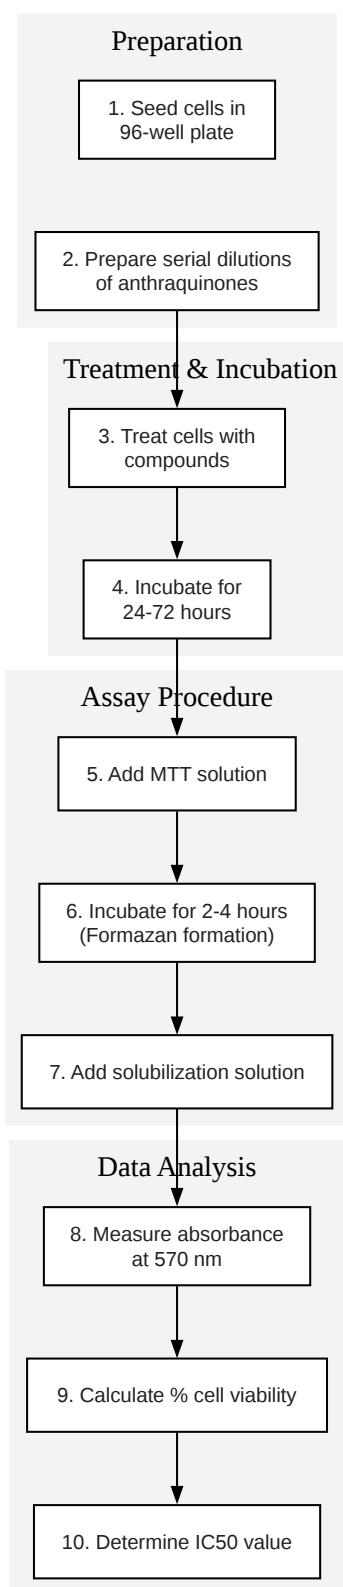 Preparation
1. Seed cells in
96-well plate
2. Prepare serial dilutions
of anthraquinones
Treatment & Incubation
3. Treat cells with
compounds
4. Incubate for
24-72 hours
Assay Procedure
5. Add MTT solution
6. Incubate for 2-4 hours
(Formazan formation)
7. Add solubilization solution
Data Analysis
8. Measure absorbance
at 570 nm
9. Calculate % cell viability
10. Determine IC50 value